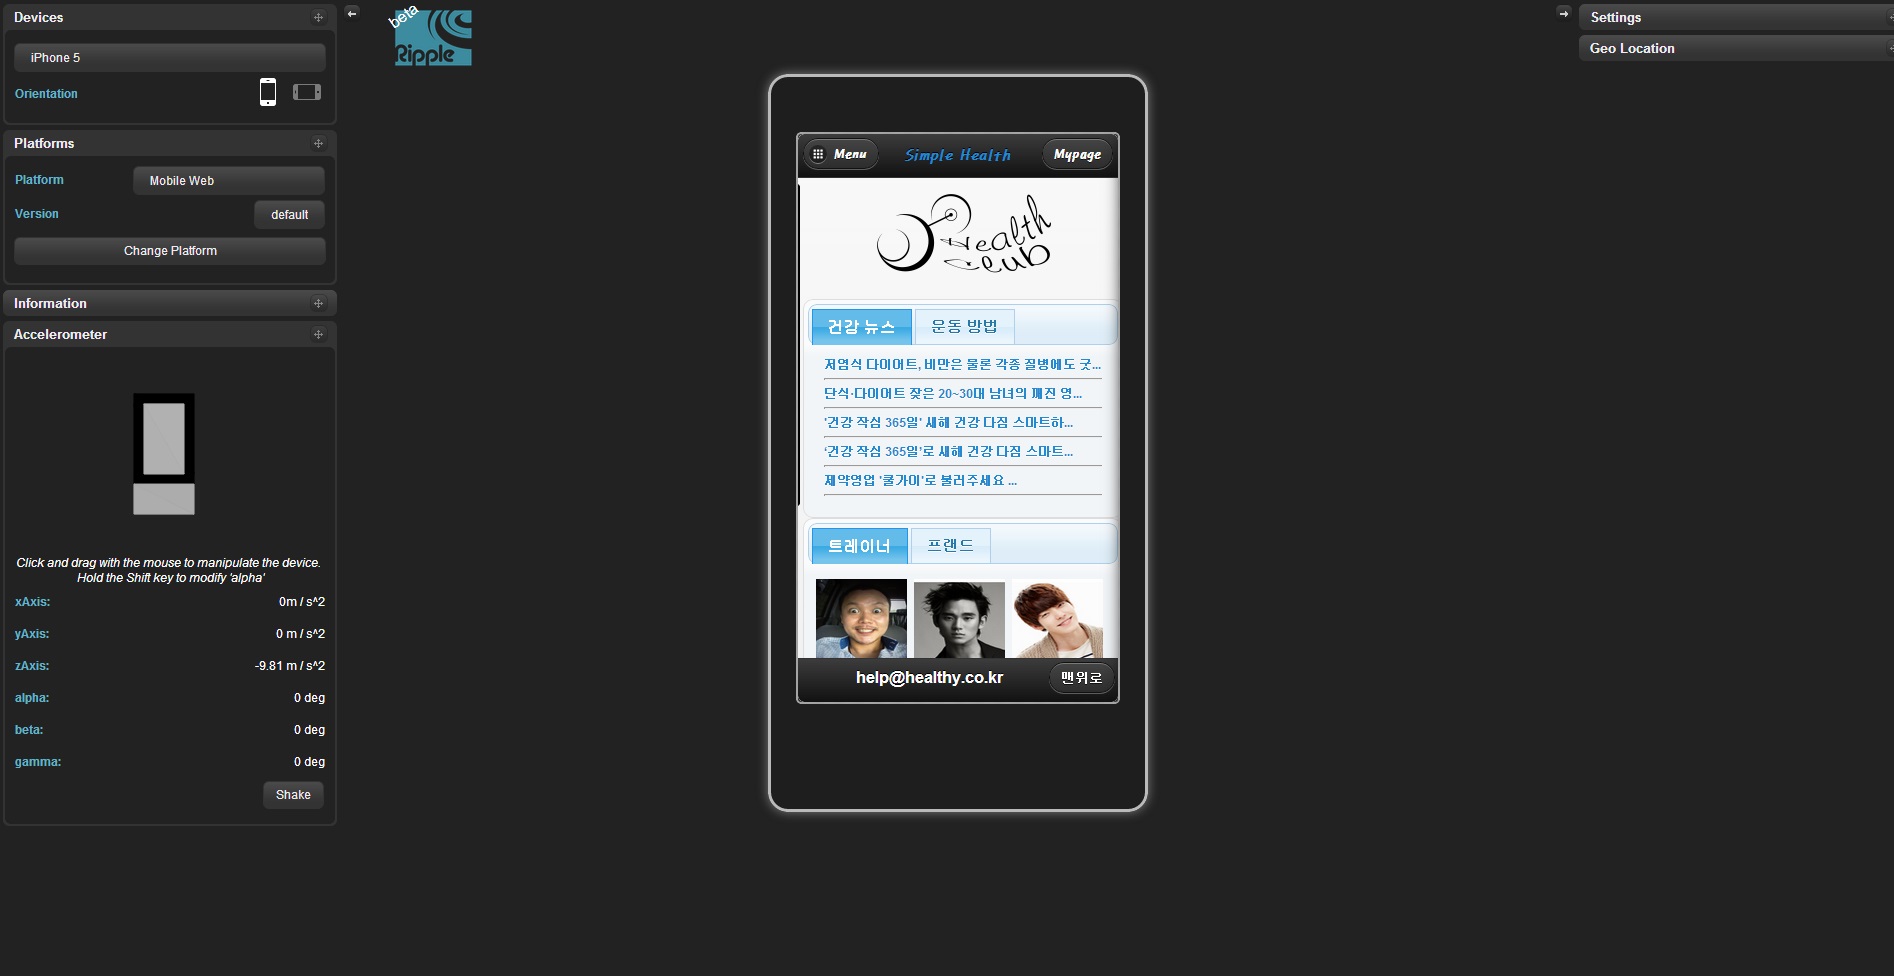 Devices
iPhone 5
Orientation
Platforms
Platform
Mobile Web
Version
default
Change Platform
Information
Accelerometer
Click and drag with the mouse to manipulate the device.
Hold the Shift key to modify 'alpha'
xAxis: 0m / s^2
yAxis: 0 m / s^2
zAxis: -9.81 m / s^2
alpha: 0 deg
beta: 0 deg
gamma: 0 deg
Shake
beta
Ripple
Menu
Simple Health
Mypage
Health
Club
건강 뉴스
운동 방법
저염식 다이어트, 비만은 물론 각종 질병에도 굿...
단식·다이어트 잦은 20~30대 남녀의 깨진 영...
'건강 작심 365일' 새해 건강 다짐 스마트하...
‘건강 작심 365일’로 새해 건강 다짐 스마트...
제약영업 '쿨가이'로 불러주세요 ...
트레이너
프랜드
help@healthy.co.kr
맨위로
Settings
Geo Location